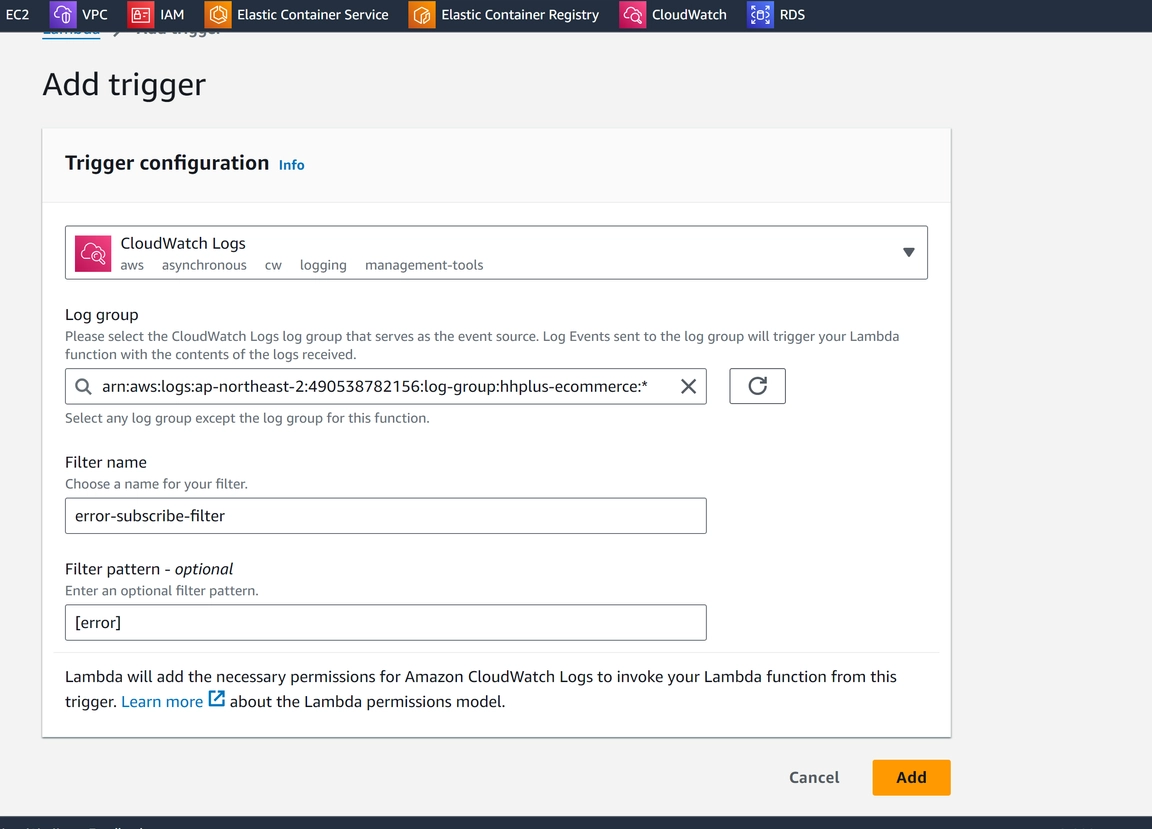 EC2 VPC IAM Elastic Container Service Elastic Container Registry CloudWatch RDS
Lambda Add trigger
Add trigger
Trigger configuration Info
CloudWatch Logs
aws asynchronous cw logging management-tools
Log group
Please select the CloudWatch Logs log group that serves as the event source. Log Events sent to the log group will trigger your Lambda
function with the contents of the logs received.
arn:aws:logs:ap-northeast-2:490538782156:log-group:hhplus-ecommerce:*
Select any log group except the log group for this function.
Filter name
Choose a name for your filter.
error-subscribe-filter
Filter pattern - optional
Enter an optional filter pattern.
[error]
Lambda will add the necessary permissions for Amazon CloudWatch Logs to invoke your Lambda function from this
trigger. Learn more about the Lambda permissions model.
Cancel Add